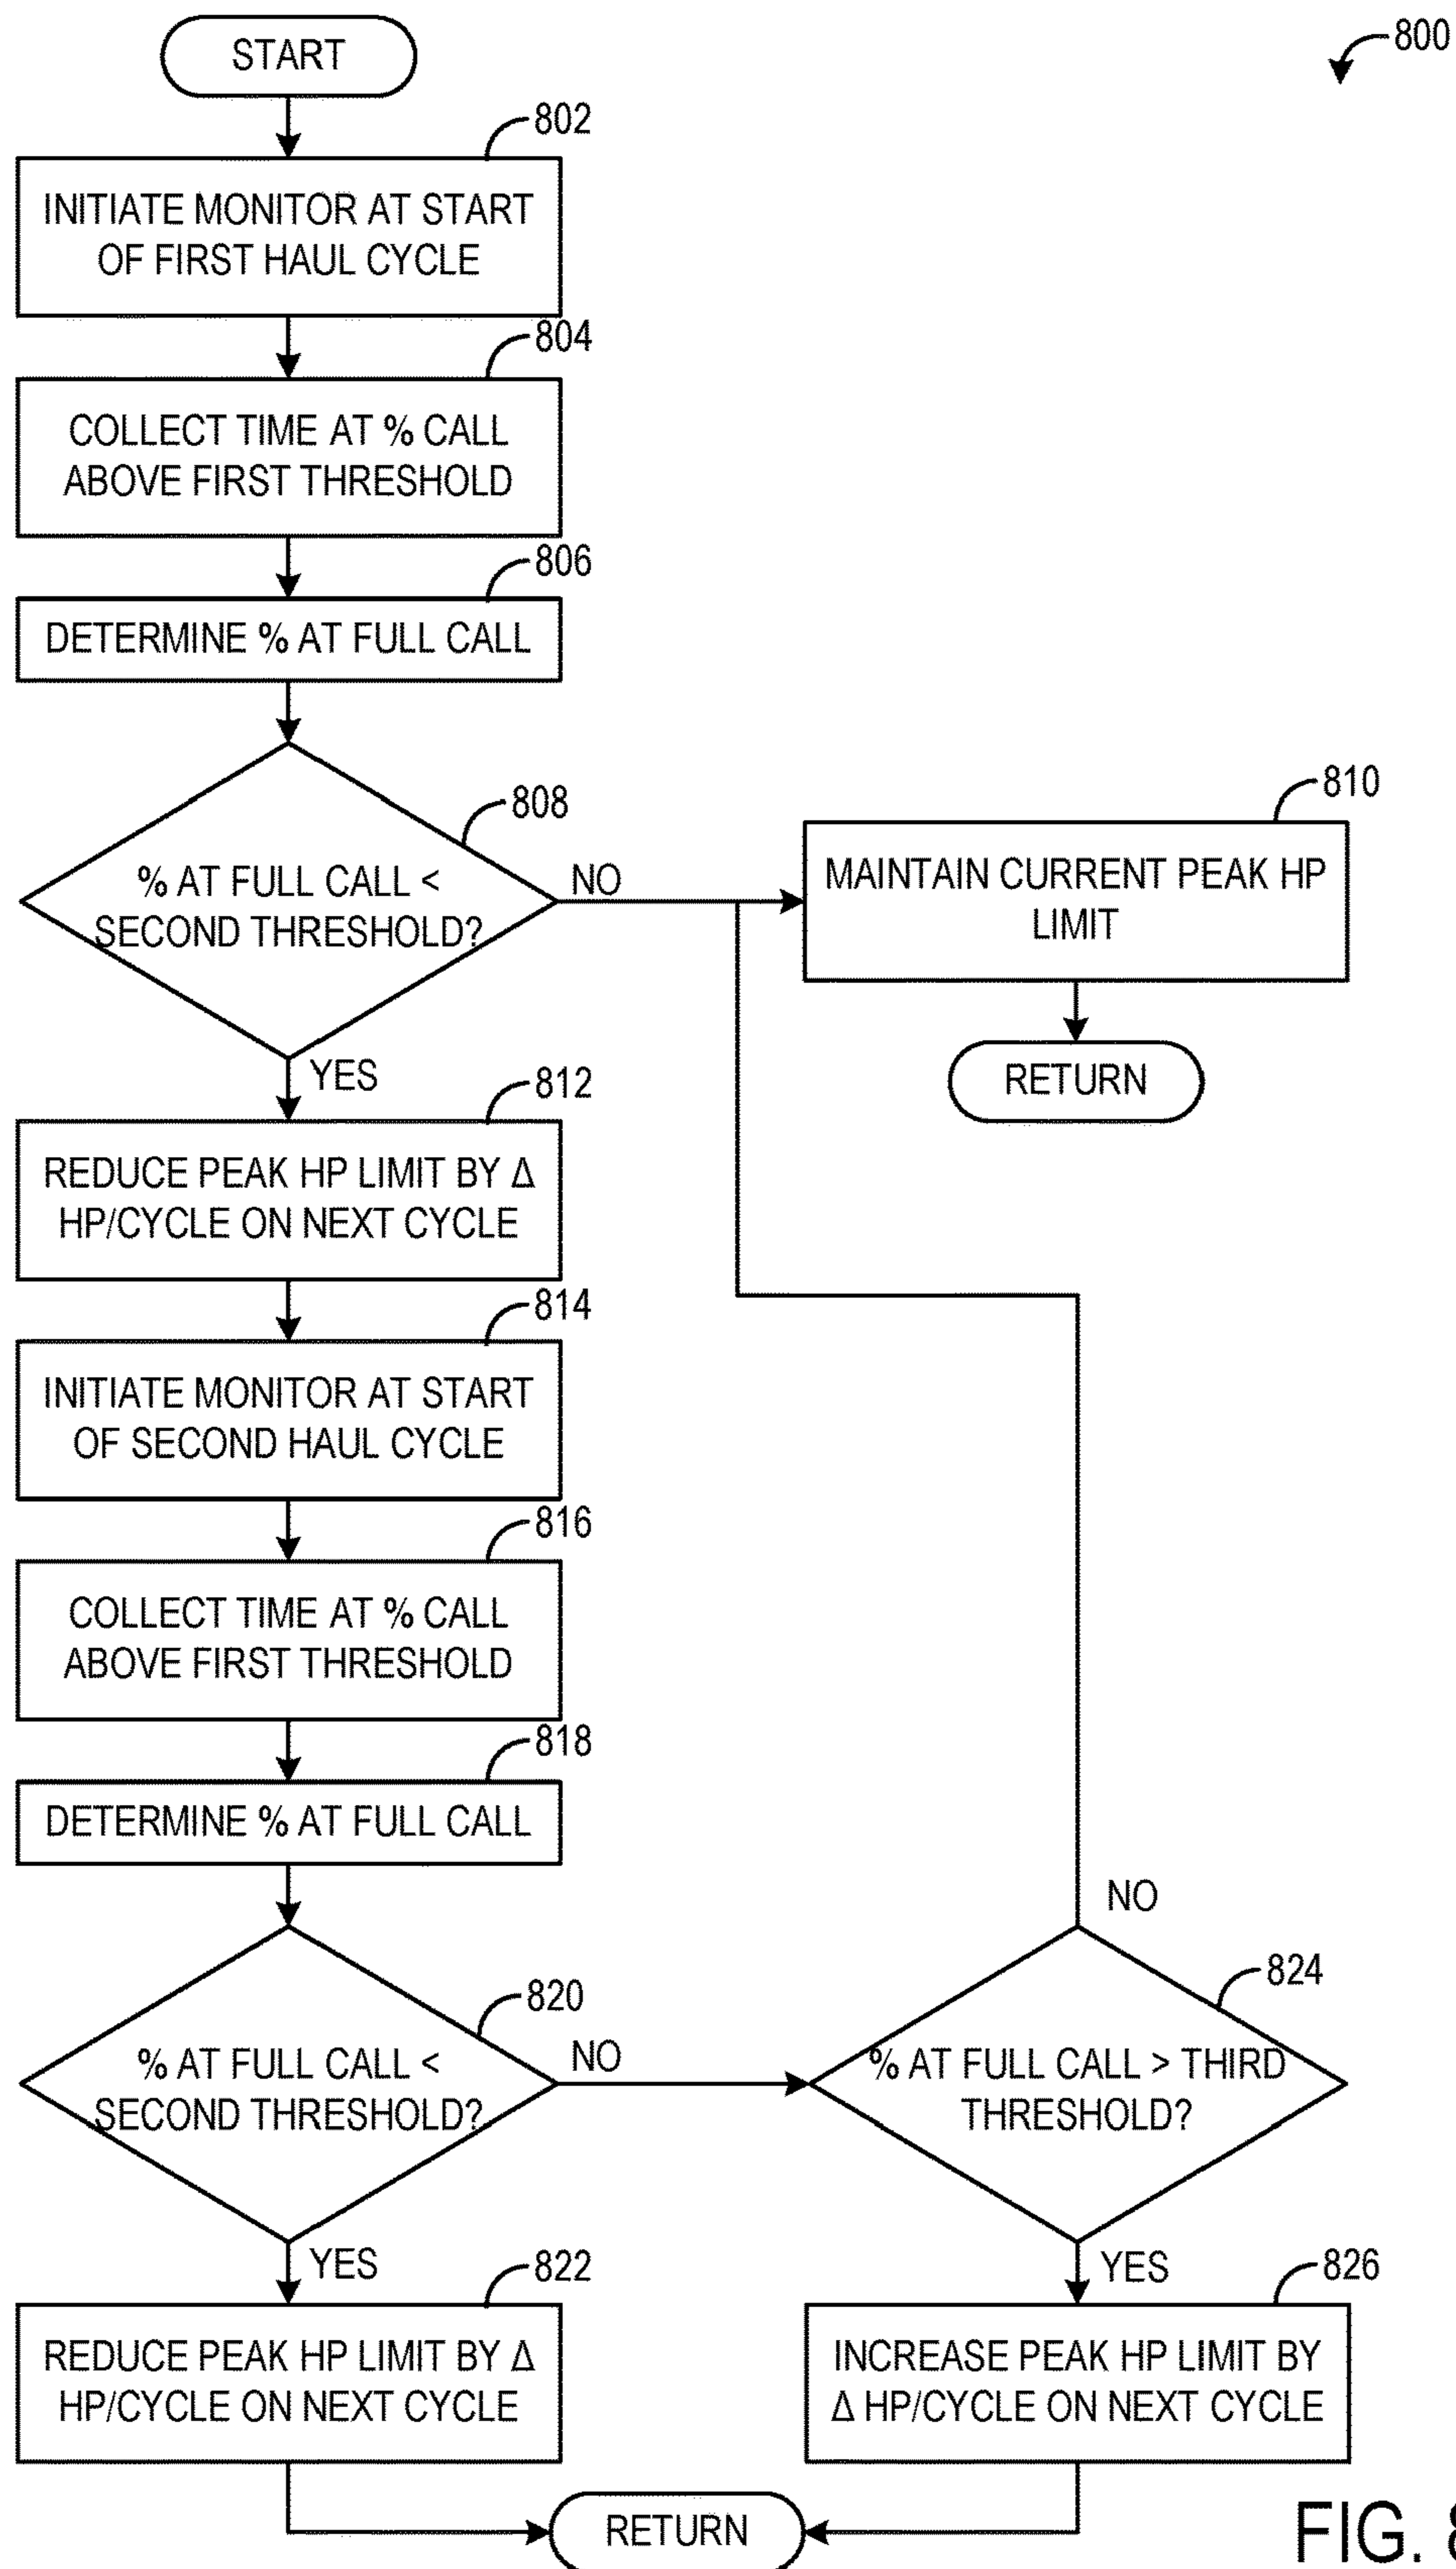 START
800
802
INITIATE MONITOR AT START
OF FIRST HAUL CYCLE
804
COLLECT TIME AT % CALL
ABOVE FIRST THRESHOLD
806
DETERMINE % AT FULL CALL
808
% AT FULL CALL <
SECOND THRESHOLD?
NO
810
MAINTAIN CURRENT PEAK HP
LIMIT
RETURN
YES
812
REDUCE PEAK HP LIMIT BY Δ
HP/CYCLE ON NEXT CYCLE
814
INITIATE MONITOR AT START
OF SECOND HAUL CYCLE
816
COLLECT TIME AT % CALL
ABOVE FIRST THRESHOLD
818
DETERMINE % AT FULL CALL
820
% AT FULL CALL <
SECOND THRESHOLD?
NO
NO
824
% AT FULL CALL > THIRD
THRESHOLD?
YES
822
REDUCE PEAK HP LIMIT BY Δ
HP/CYCLE ON NEXT CYCLE
YES
826
INCREASE PEAK HP LIMIT BY
Δ HP/CYCLE ON NEXT CYCLE
RETURN
FIG. 8